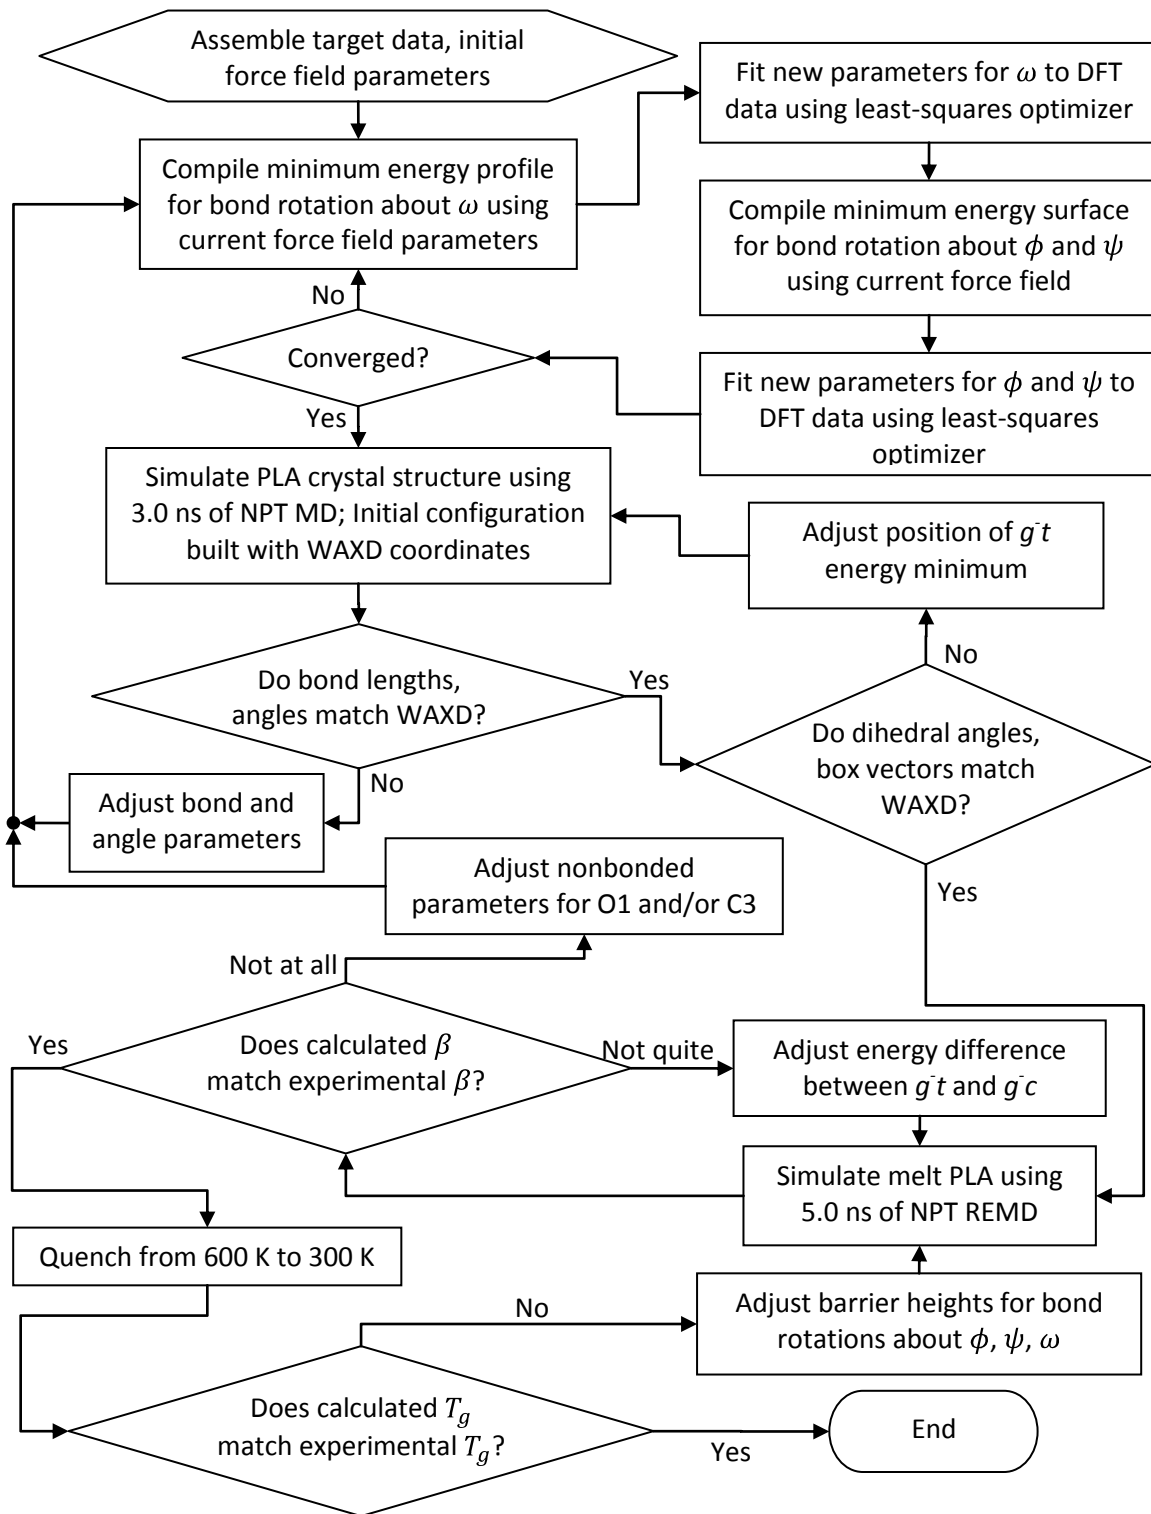 Assemble target data, initial
force field parameters
Fit new parameters for ω to DFT
data using least-squares optimizer
Compile minimum energy profile
for bond rotation about ω using
current force field parameters
Compile minimum energy surface
for bond rotation about ϕ and ψ
using current force field
No
Converged?
Fit new parameters for ϕ and ψ to
DFT data using least-squares
optimizer
Yes
Simulate PLA crystal structure using
3.0 ns of NPT MD; Initial configuration
built with WAXD coordinates
Adjust position of g⁻t
energy minimum
No
Do bond lengths,
angles match WAXD?
Yes
Do dihedral angles,
box vectors match
WAXD?
No
Adjust bond and
angle parameters
Adjust nonbonded
parameters for O1 and/or C3
Yes
Not at all
Yes
Does calculated β
match experimental β?
Not quite
Adjust energy difference
between g⁻t and g⁻c
Simulate melt PLA using
5.0 ns of NPT REMD
Quench from 600 K to 300 K
No
Adjust barrier heights for bond
rotations about ϕ, ψ, ω
Does calculated T_g
match experimental T_g?
Yes
End